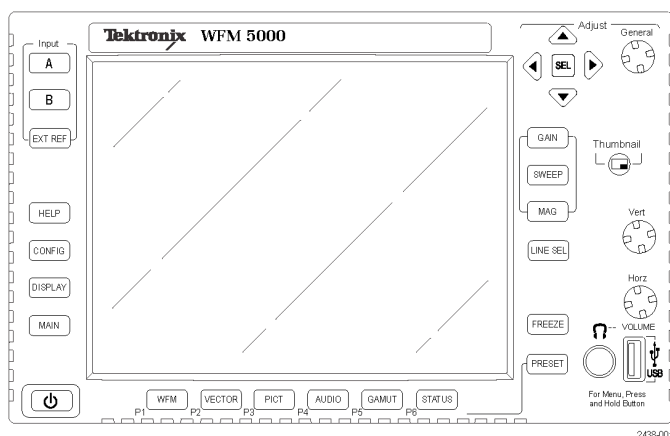 Tektronix WFM 5000
Input
A
B
EXT REF
HELP
CONFIG
DISPLAY
MAIN
Adjust
General
SEL
GAIN
SWEEP
MAG
LINE SEL
FREEZE
PRESET
Thumbnail
Vert
Horz
VOLUME
USB
For Menu, Press
and Hold Button
WFM VECTOR PICT AUDIO GAMUT STATUS
P1 P2 P3 P4 P5 P6